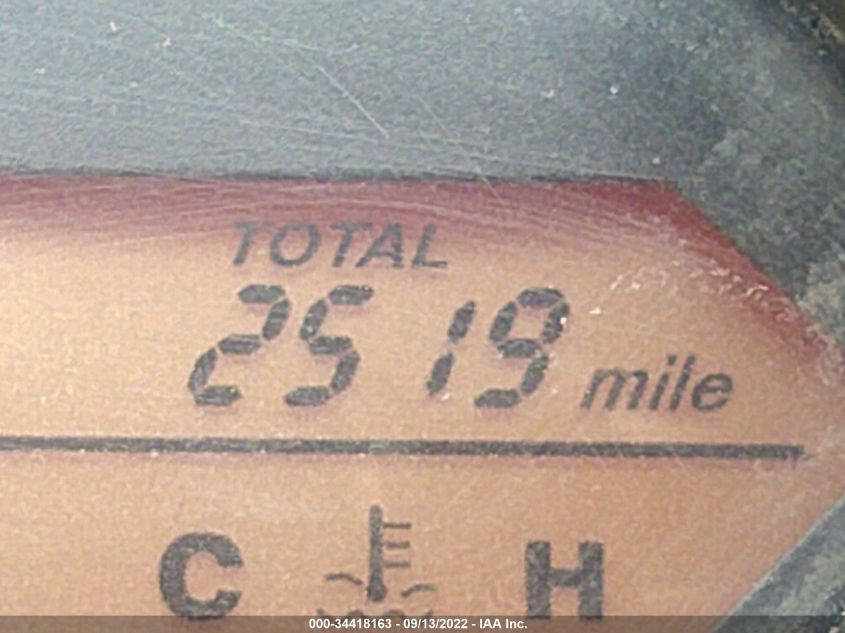 TOTAL
2519 mile
C H
000-34418163 - 09/13/2022 - IAA Inc.